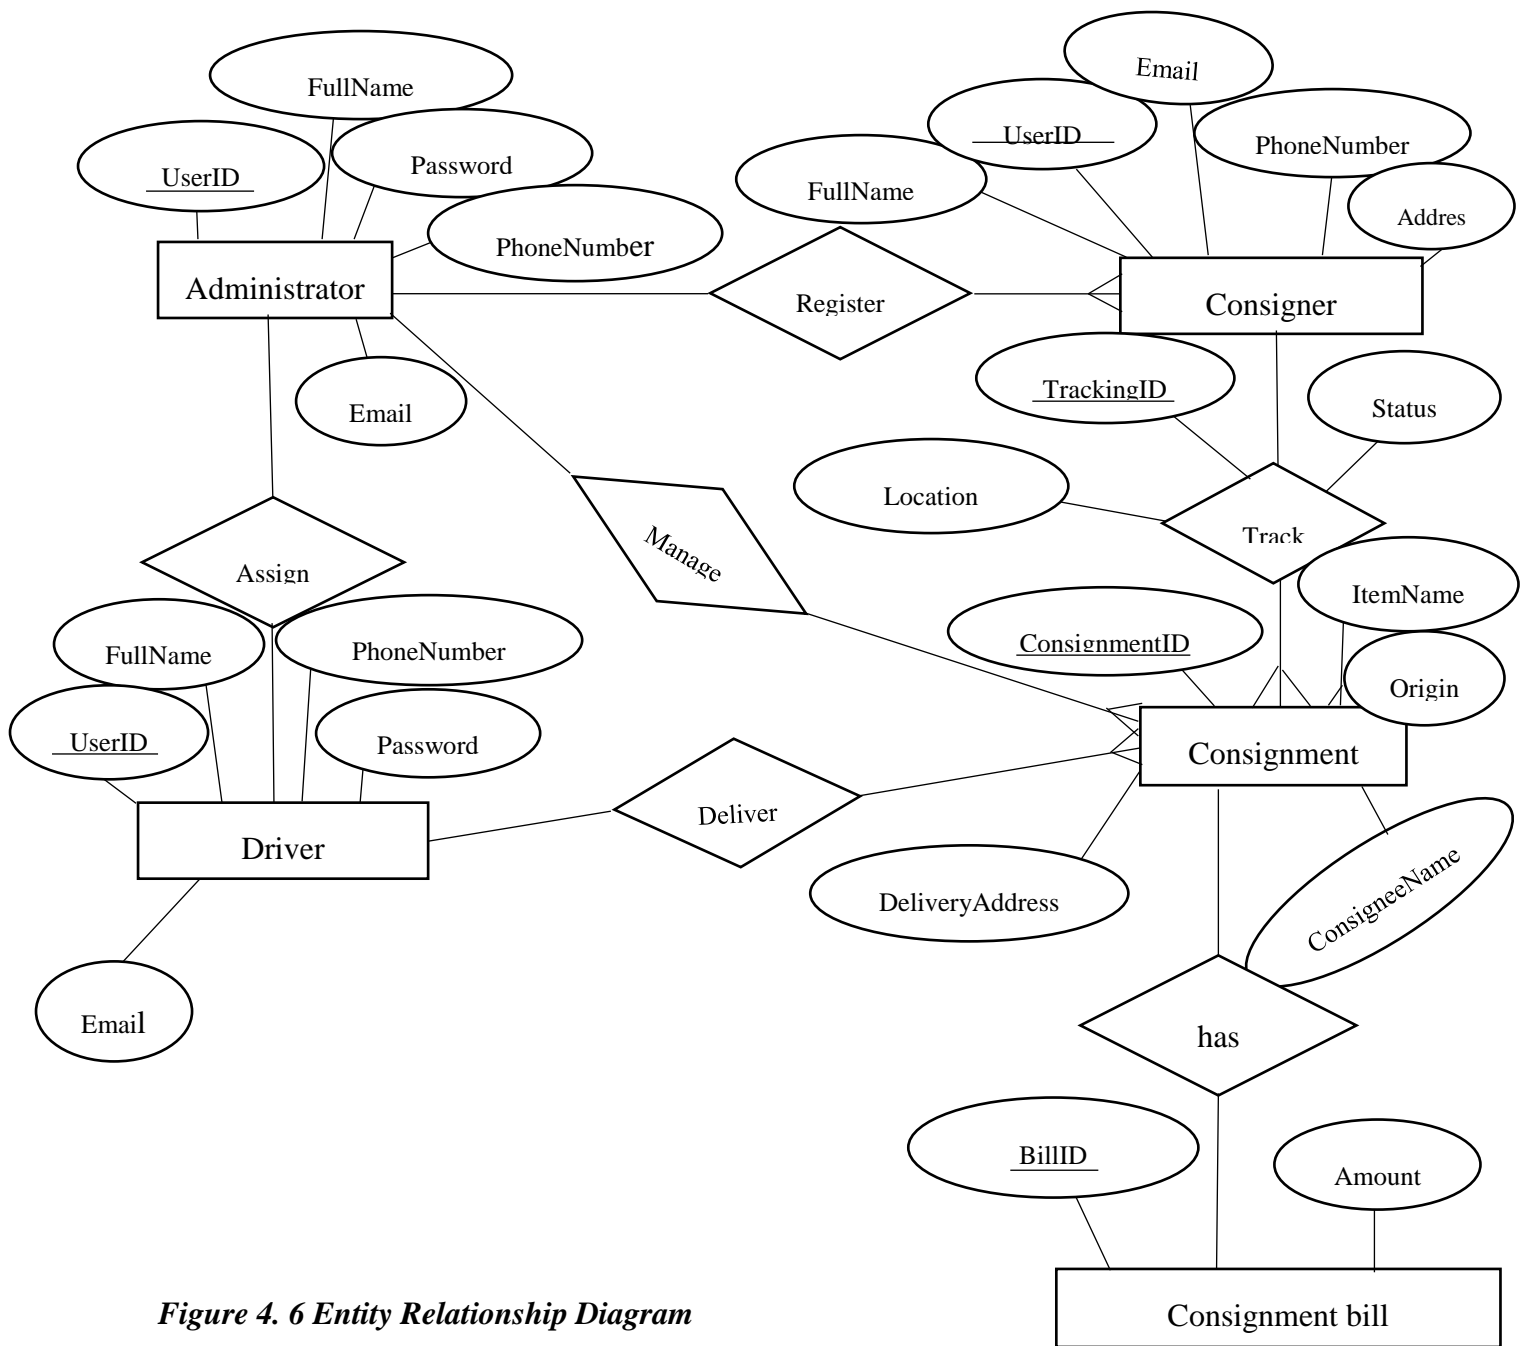 Email
FullName
UserID
PhoneNumber
Password
UserID
FullName
Addres
PhoneNumber
Administrator
Register
Consigner
TrackingID
Status
Email
Location
Track
Manage
Assign
ItemName
ConsignmentID
FullName
PhoneNumber
Origin
UserID
Password
Consignment
Deliver
Driver
DeliveryAddress
ConsigneeName
Email
has
BillID
Amount
Figure 4. 6 Entity Relationship Diagram
Consignment bill